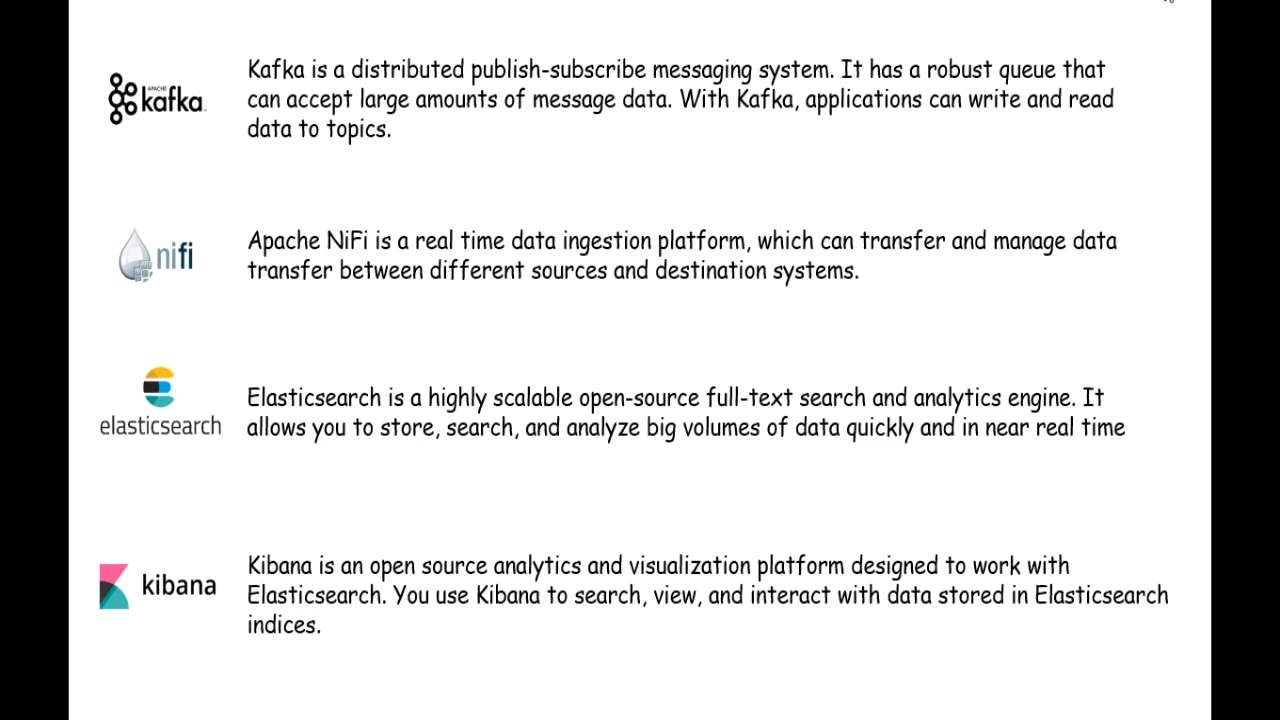 APACHE
kafka
Kafka is a distributed publish-subscribe messaging system. It has a robust queue that
can accept large amounts of message data. With Kafka, applications can write and read
data to topics.
nifi
Apache NiFi is a real time data ingestion platform, which can transfer and manage data
transfer between different sources and destination systems.
elasticsearch
Elasticsearch is a highly scalable open-source full-text search and analytics engine. It
allows you to store, search, and analyze big volumes of data quickly and in near real time
kibana
Kibana is an open source analytics and visualization platform designed to work with
Elasticsearch. You use Kibana to search, view, and interact with data stored in Elasticsearch
indices.